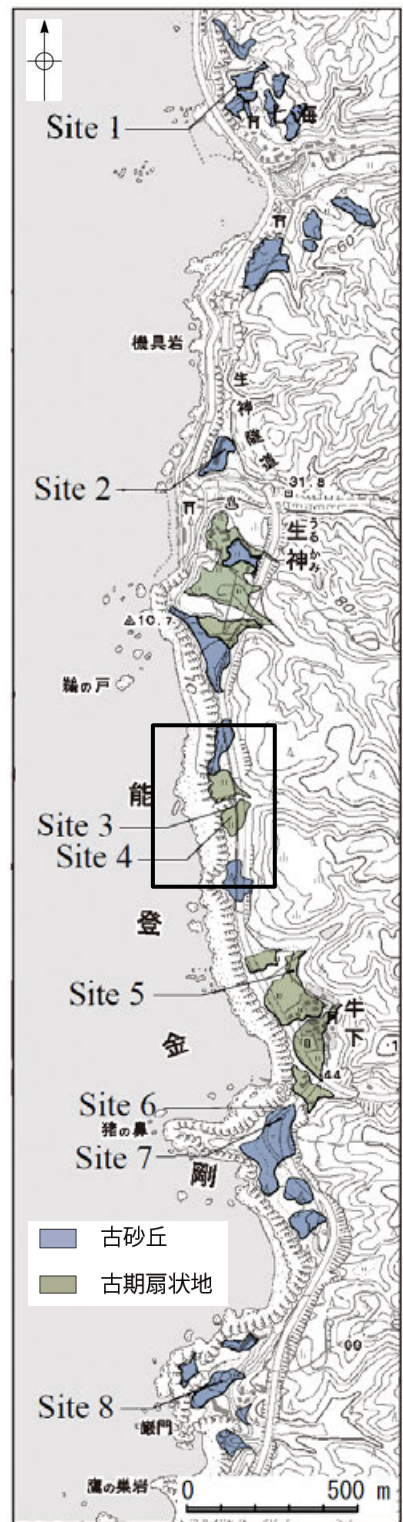 Site 1
七海
60
機具岩
生神隧道
Site 2
31.8
うるかみ
生神
80
10.7
鵜の戸
能登金剛
Site 3
Site 4
Site 5
牛下
44
Site 6
猪の鼻
Site 7
古砂丘
古期扇状地
Site 8
巌門
鷹の巣岩
0 500 m